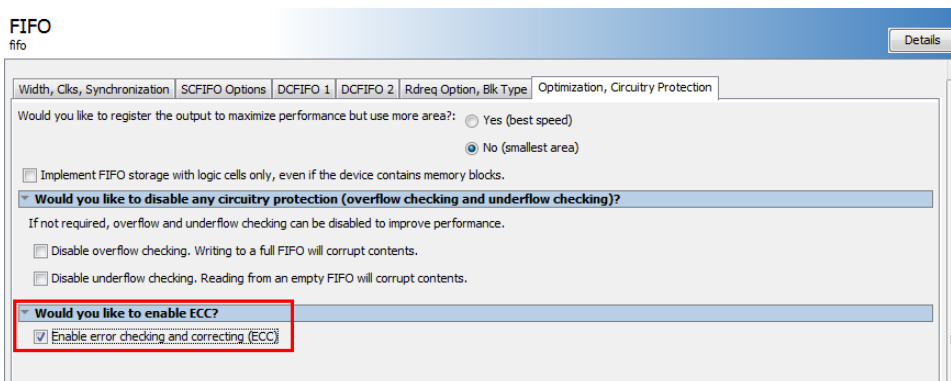 FIFO
fifo
Details
Width, Clks, Synchronization SCFIFO Options DCFIFO 1 DCFIFO 2 Rdreq Option, Blk Type Optimization, Circuitry Protection
Would you like to register the output to maximize performance but use more area?: Yes (best speed)
No (smallest area)
Implement FIFO storage with logic cells only, even if the device contains memory blocks.
Would you like to disable any circuitry protection (overflow checking and underflow checking)?
If not required, overflow and underflow checking can be disabled to improve performance.
Disable overflow checking. Writing to a full FIFO will corrupt contents.
Disable underflow checking. Reading from an empty FIFO will corrupt contents.
Would you like to enable ECC?
Enable error checking and correcting (ECC)